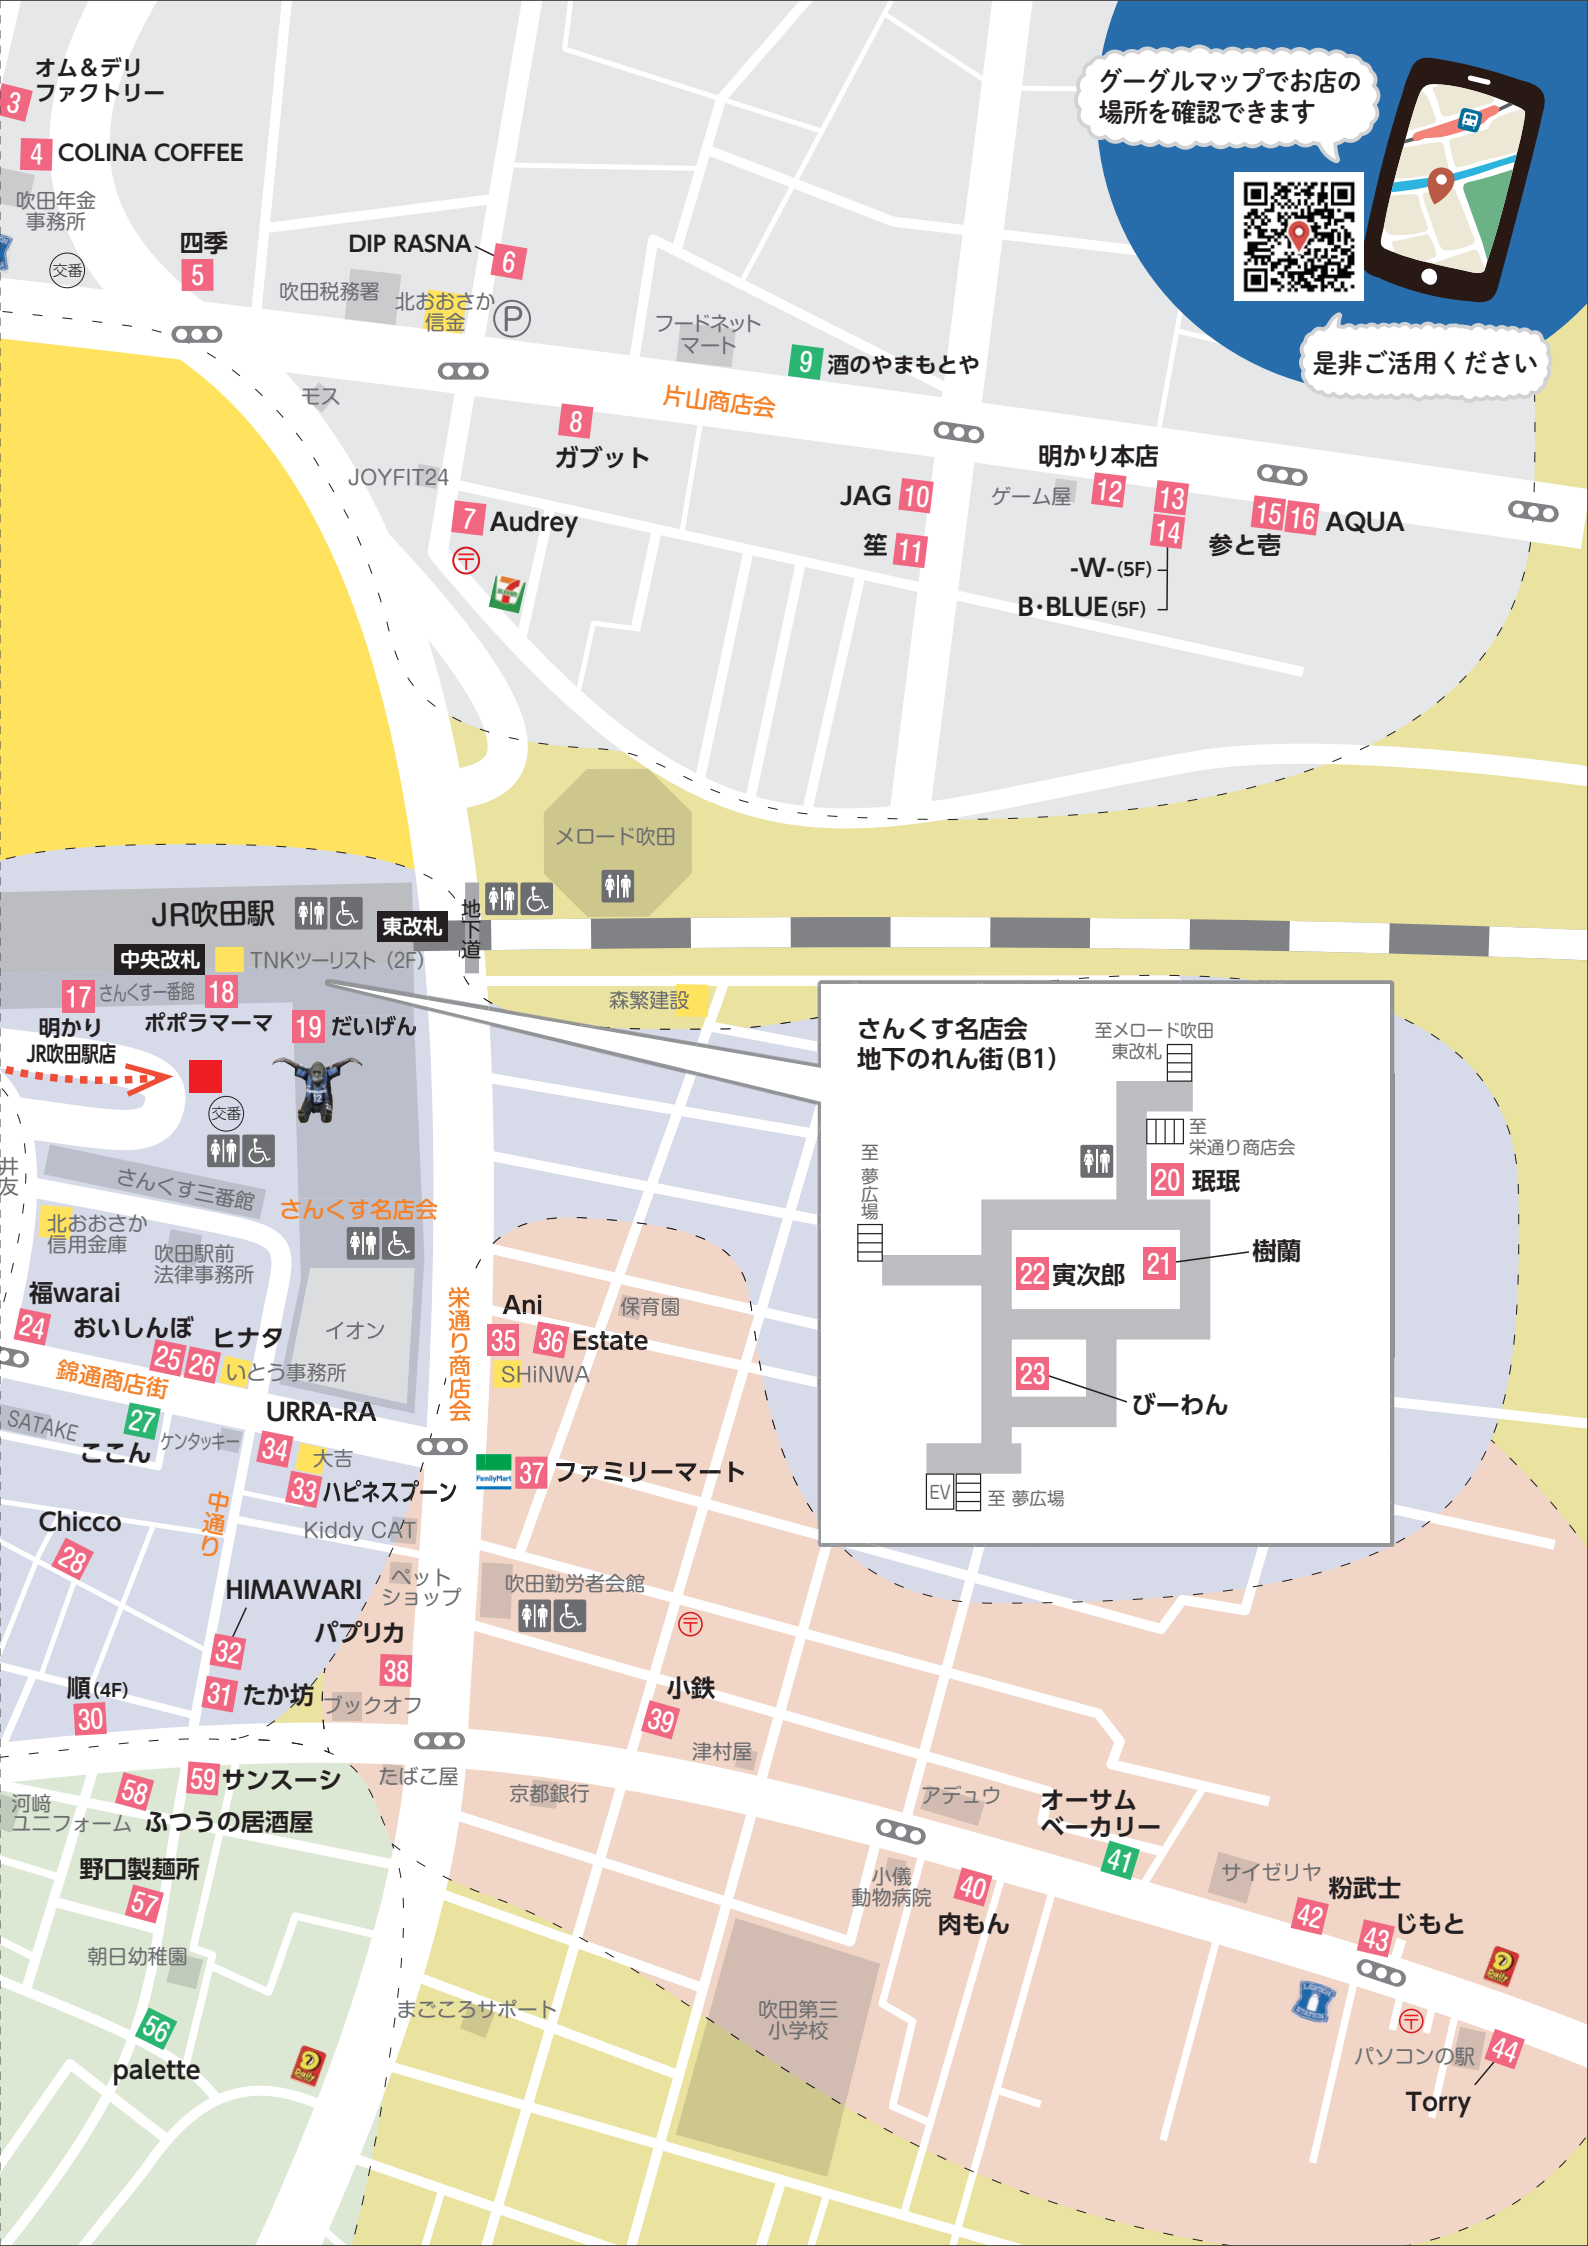 オム＆デリ
ファクトリー
3
4 COLINA COFFEE
吹田年金
事務所
交番
四季
5
DIP RASNA
6
吹田税務署
北おおさか
信金
P
フードネット
マート
9 酒のやまもとや
グーグルマップでお店の
場所を確認できます
是非ご活用ください
モス
片山商店会
8
ガブット
JOYFIT24
7 Audrey
〒
JAG 10
笙 11
ゲーム屋
明かり本店
12
13
14
-W-(5F)
B･BLUE(5F)
15 16 AQUA
参と壱
メロード吹田
JR吹田駅
東改札
地下道
中央改札
TNKツーリスト（2F）
17 さんくす一番館 18
明かり
JR吹田駅店
ポポラマーマ
19 だいげん
森繁建設
交番
井友
さんくす三番館
さんくす名店会
北おおさか
信用金庫
吹田駅前
法律事務所
さんくす名店会
地下のれん街(B1)
至メロード吹田
東改札
至
栄通り商店会
至 夢広場
20 珉珉
21 樹蘭
22 寅次郎
23
びーわん
EV
至 夢広場
福warai
24
おいしんぼ
25
ヒナタ
26
いとう事務所
イオン
栄通り商店会
Ani
35
36 Estate
保育園
SHiNWA
錦通商店街
SATAKE
27
ここん
ケンタッキー
URRA-RA
34
大吉
33 ハピネスプーン
FamilyMart
37 ファミリーマート
Kiddy CAT
中通り
Chicco
28
ペット
ショップ
吹田勤労者会館
〒
HIMAWARI
32
パプリカ
38
31 たか坊
ブックオフ
順(4F)
30
小鉄
39
津村屋
たばこ屋
京都銀行
59 サンスーシ
58
ふつうの居酒屋
河﨑
ユニフォーム
野口製麺所
57
朝日幼稚園
56
palette
Daily
まごころサポート
吹田第三
小学校
アデュウ
オーサム
ベーカリー
41
小儀
動物病院
40
肉もん
サイゼリヤ
粉武士
42
43 じもと
Daily
〒
パソコンの駅
44
Torry